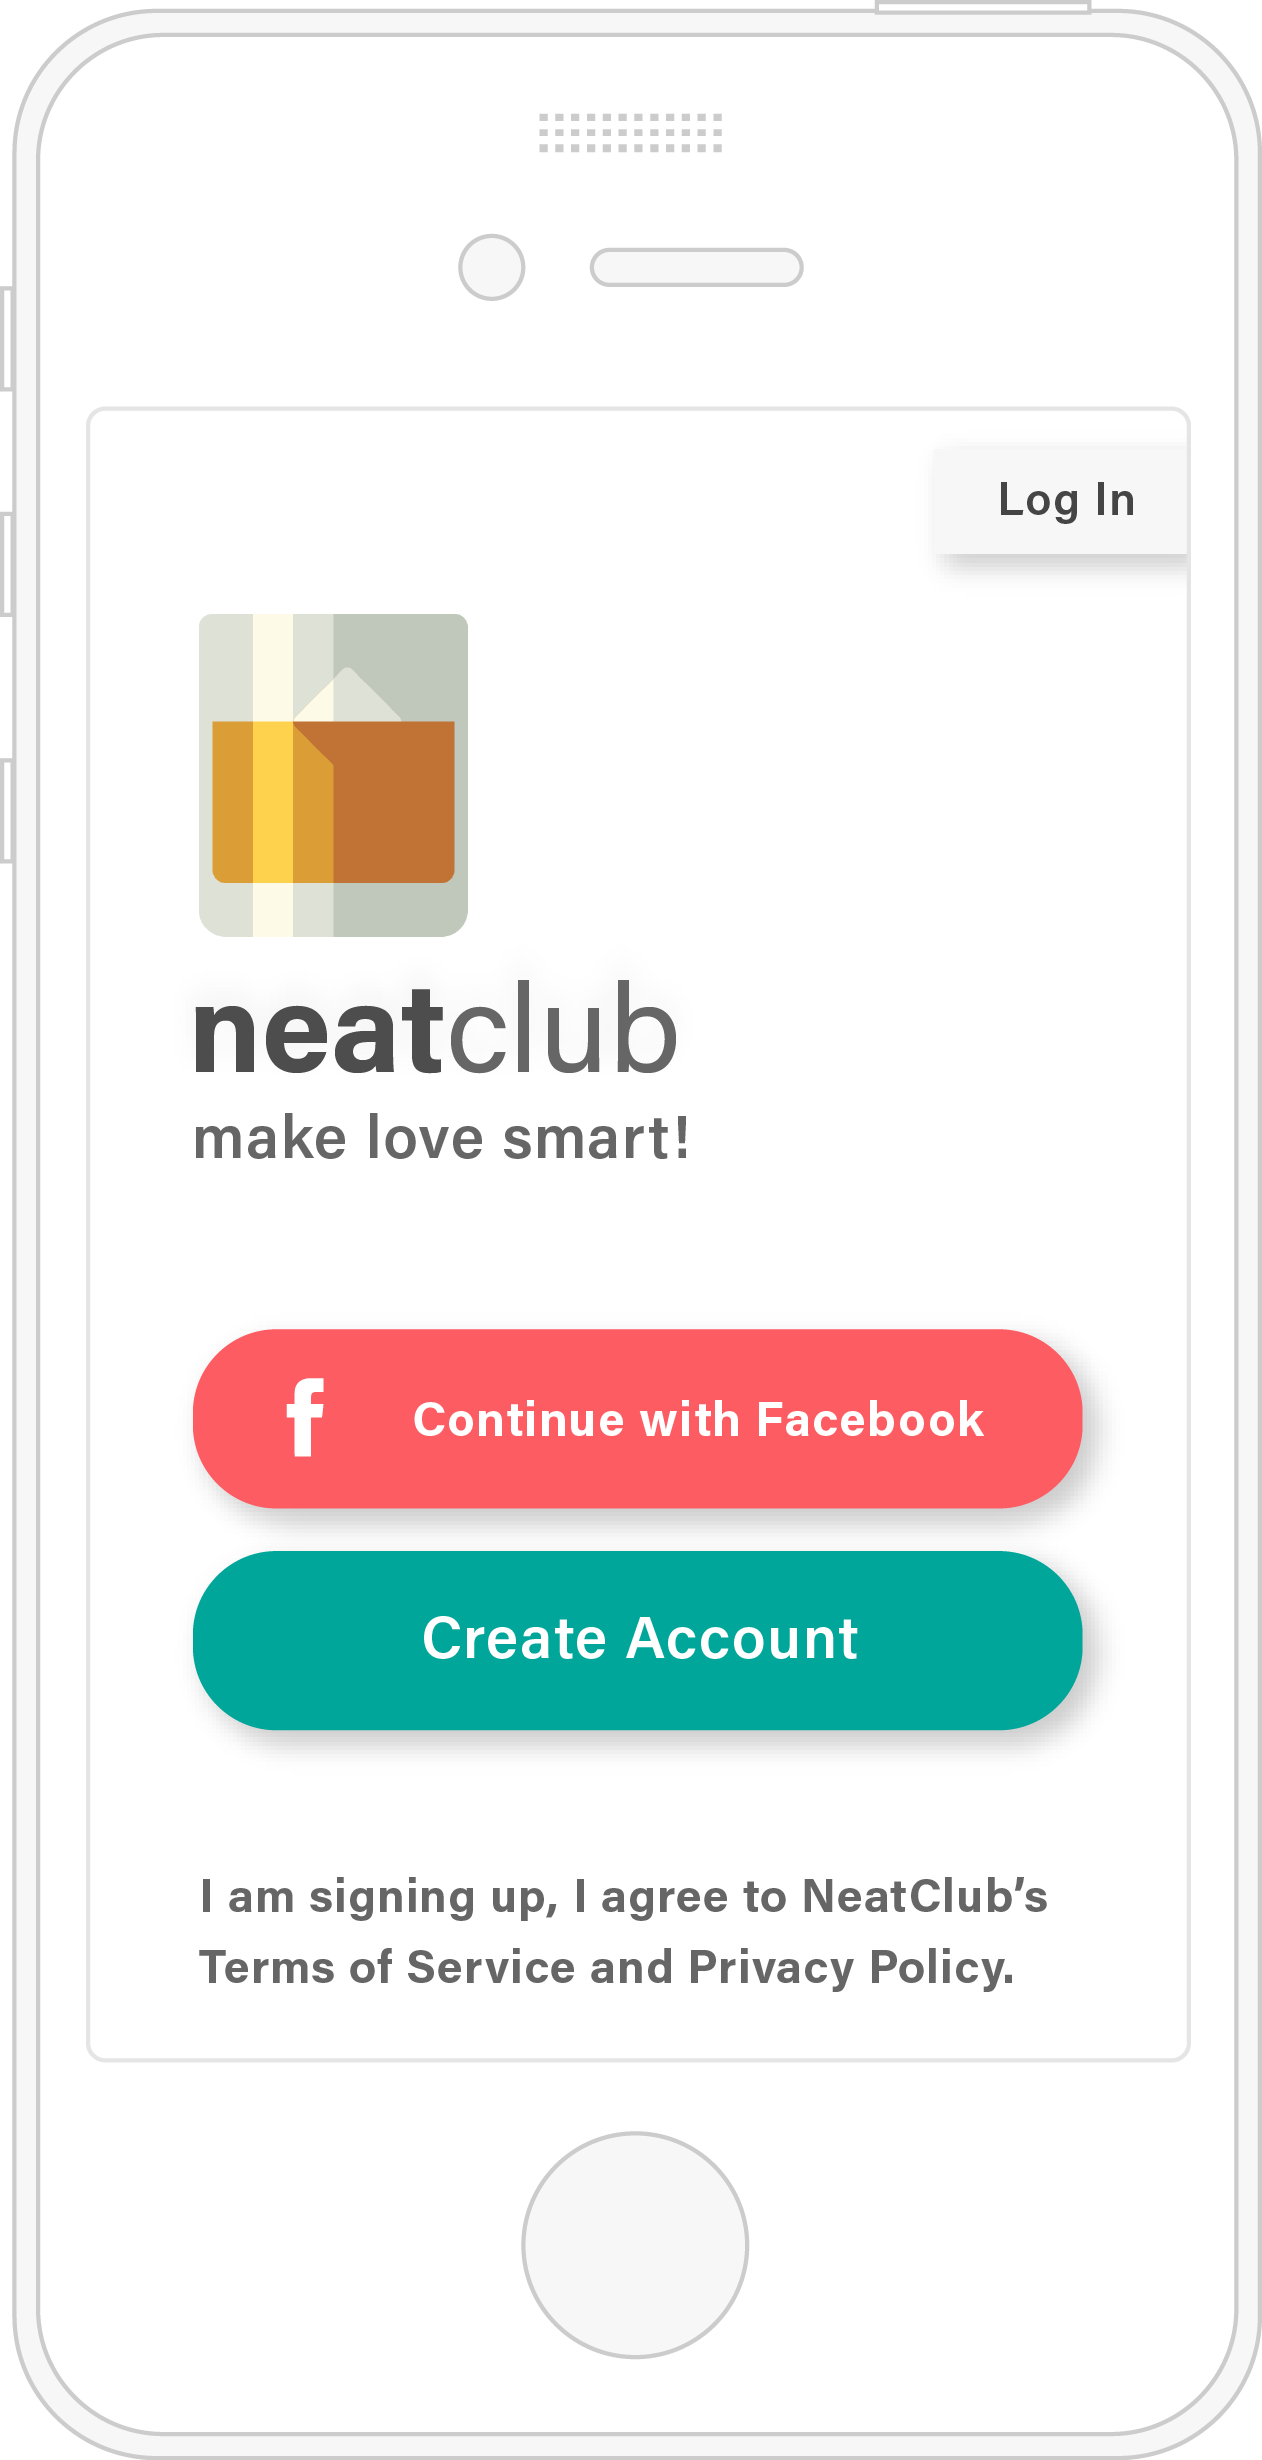 Log In
neatclub
make love smart!
Continue with Facebook
Create Account
I am signing up, I agree to NeatClub’s
Terms of Service and Privacy Policy.